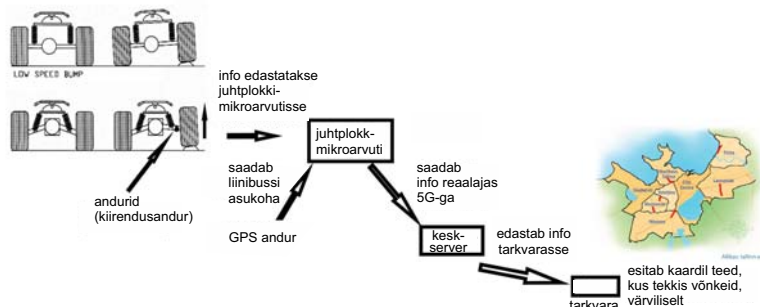 LOW SPEED BUMP
info edastatakse
juhtplokki-
mikroarvutisse
andurid
(kiirendusandur)
saadab
liinibussi
asukoha
GPS andur
juhtplokk-
mikroarvuti
saadab
info reaalajas
5G-ga
kesk-
server
edastab info
tarkvarasse
tarkvara
esitab kaardil teed,
kus tekkis võnkeid,
värviliselt